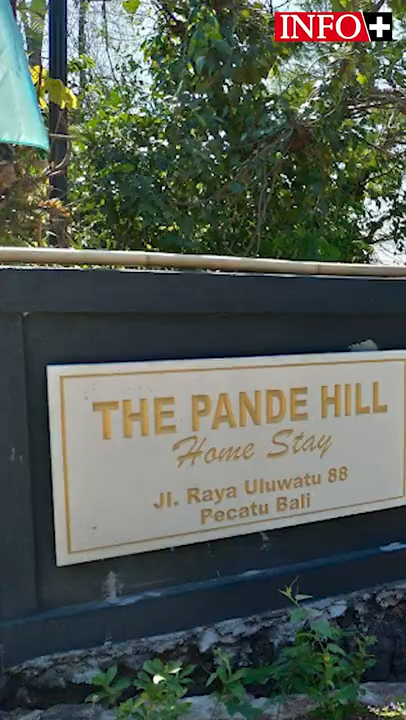 INFO+
THE PANDE HILL
Home Stay
Jl. Raya Uluwatu 88
Pecatu Bali